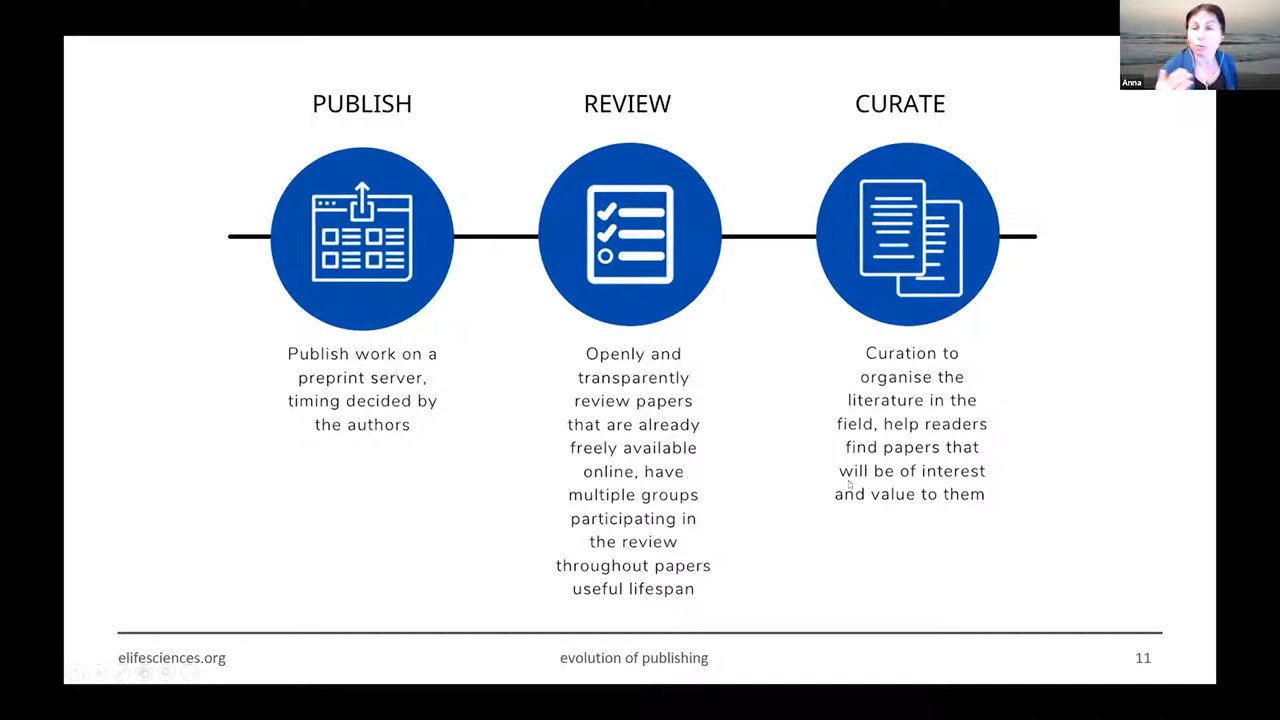 Anna
PUBLISH
REVIEW
CURATE
Publish work on a
preprint server,
timing decided by
the authors
Openly and
transparently
review papers
that are already
freely available
online, have
multiple groups
participating in
the review
throughout papers
useful lifespan
Curation to
organise the
literature in the
field, help readers
find papers that
will be of interest
and value to them
elifesciences.org
evolution of publishing
11